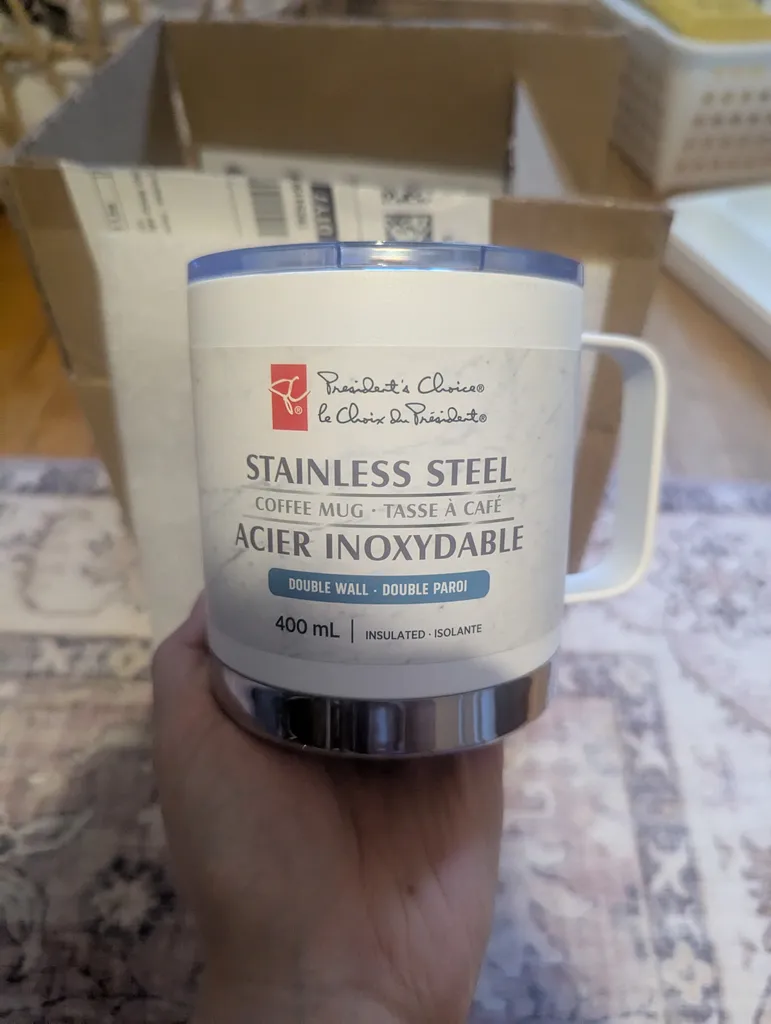 President's Choice®
le Choix du Président®
STAINLESS STEEL
COFFEE MUG · TASSE À CAFÉ
ACIER INOXYDABLE
DOUBLE WALL · DOUBLE PAROI
400 mL | INSULATED · ISOLANTE